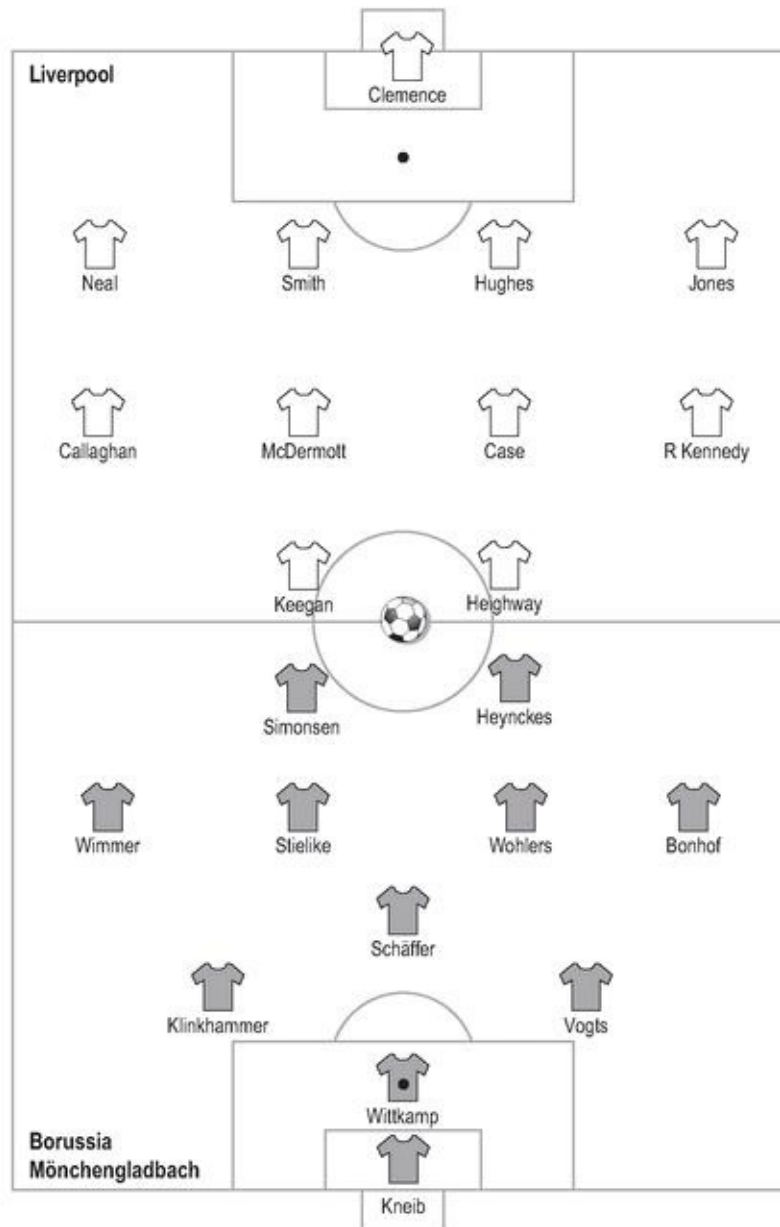 Liverpool
Clemence
Neal Smith Hughes Jones
Callaghan McDermott Case R Kennedy
Keegan Heighway
Simonsen Heynckes
Wimmer Stielike Wohlers Bonhof
Schäffer
Klinkhammer Vogts
Wittkamp
Borussia
Mönchengladbach
Kneib